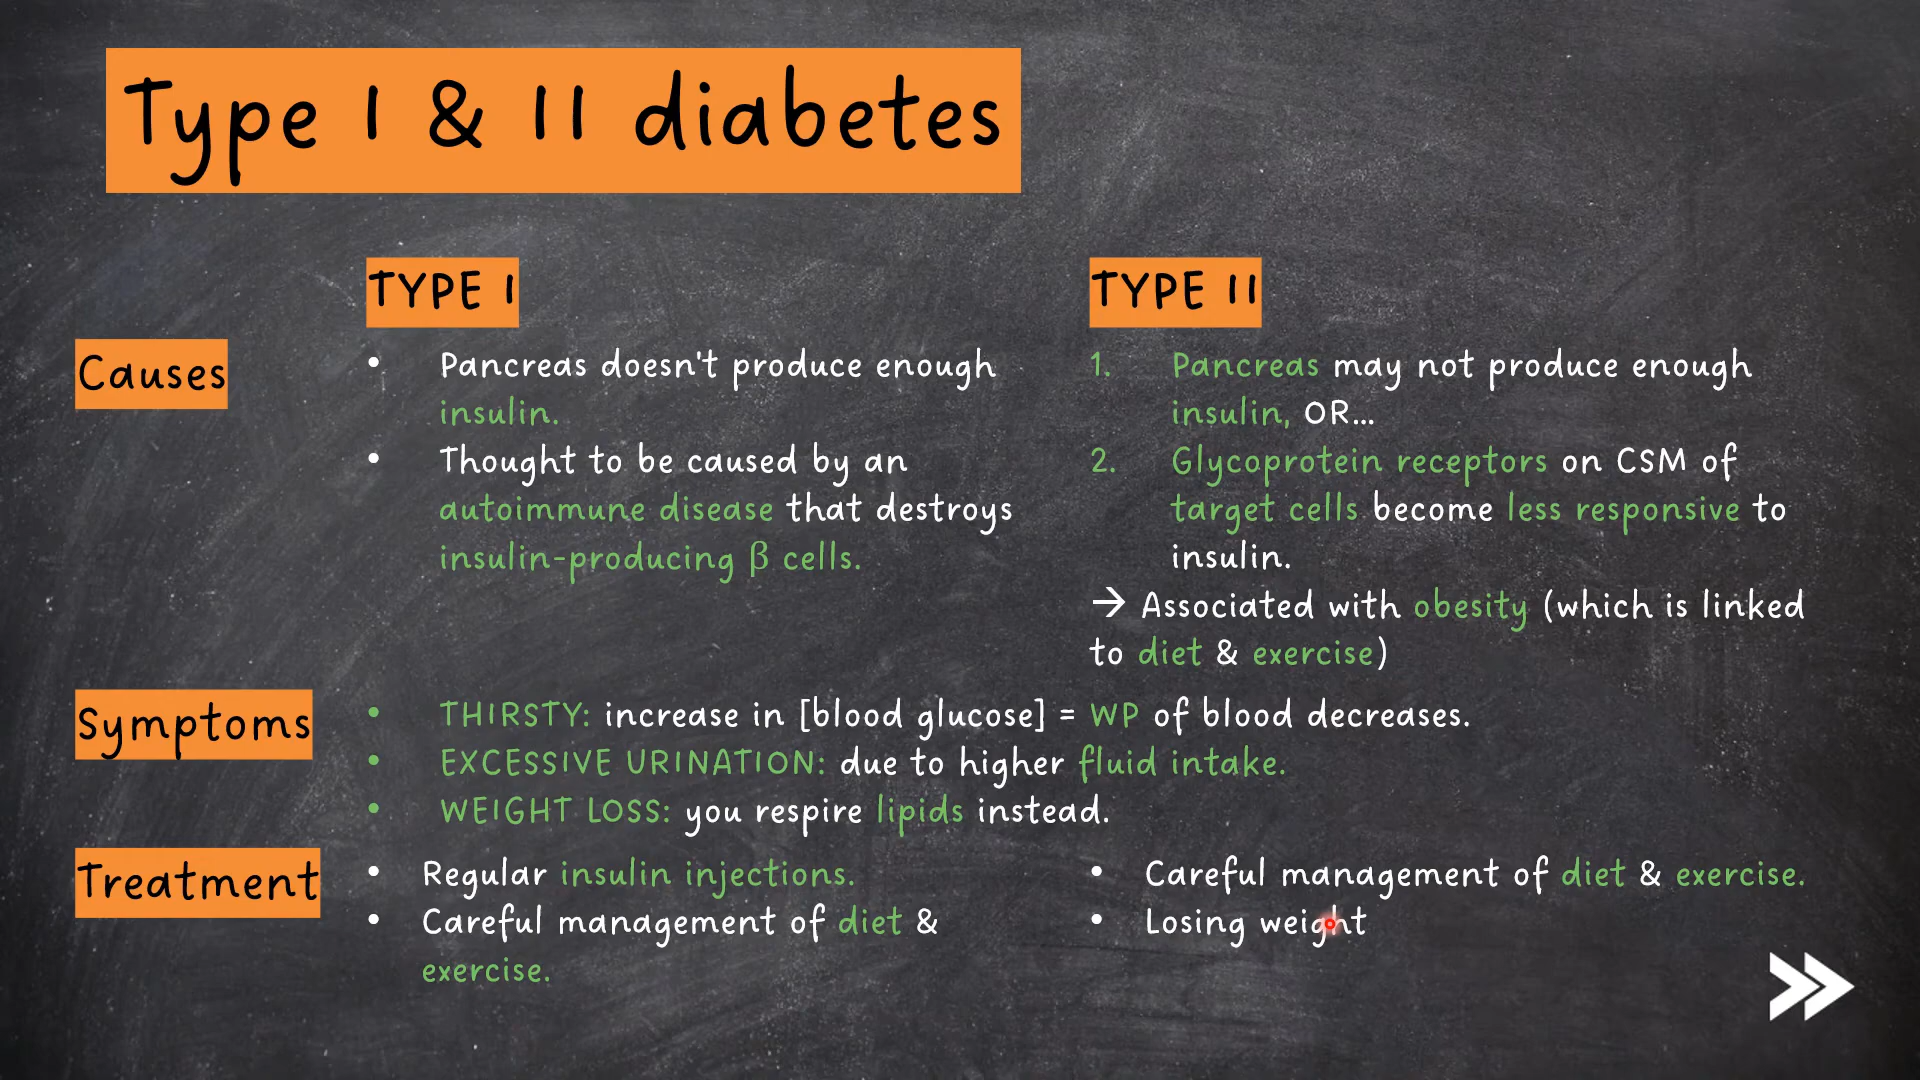 Type I & II diabetes
TYPE I
TYPE II
Causes
• Pancreas doesn't produce enough
insulin.
• Thought to be caused by an
autoimmune disease that destroys
insulin-producing β cells.
1. Pancreas may not produce enough
insulin, OR...
2. Glycoprotein receptors on CSM of
target cells become less responsive to
insulin.
→ Associated with obesity (which is linked
to diet & exercise)
Symptoms
• THIRSTY: increase in [blood glucose] = WP of blood decreases.
• EXCESSIVE URINATION: due to higher fluid intake.
• WEIGHT LOSS: you respire lipids instead.
Treatment
• Regular insulin injections.
• Careful management of diet &
exercise.
• Careful management of diet & exercise.
• Losing weight